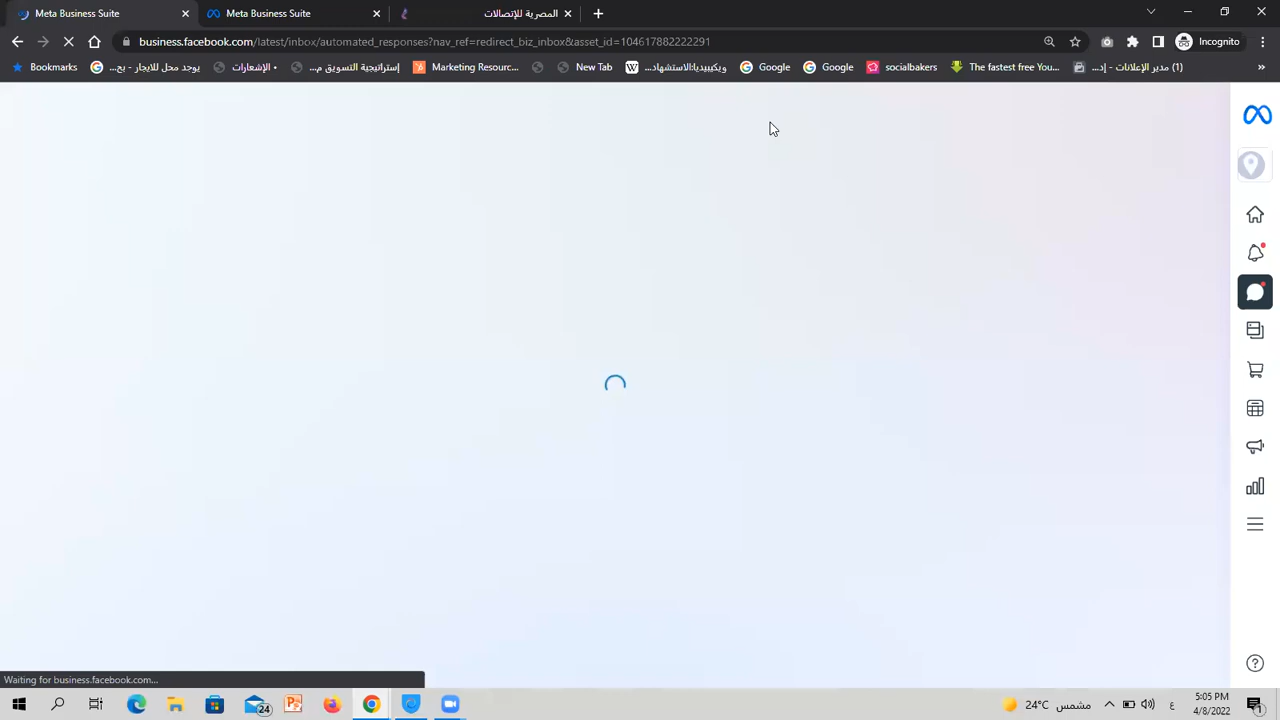 Meta Business Suite
Meta Business Suite
المصرية للإتصالات
business.facebook.com/latest/inbox/automated_responses?nav_ref=redirect_biz_inbox&asset_id=104617882222291
Incognito
Bookmarks
يوجد محل للايجار - بح...
• الإشعارات
إستراتيجية التسويق م...
Marketing Resourc...
New Tab
ويكيبيديا:الاستشهاد...
Google
Google
socialbakers
The fastest free You...
(1) مدير الإعلانات - إد...
»
Waiting for business.facebook.com...
24
24°C مشمس
ع
5:05 PM
4/8/2022
1